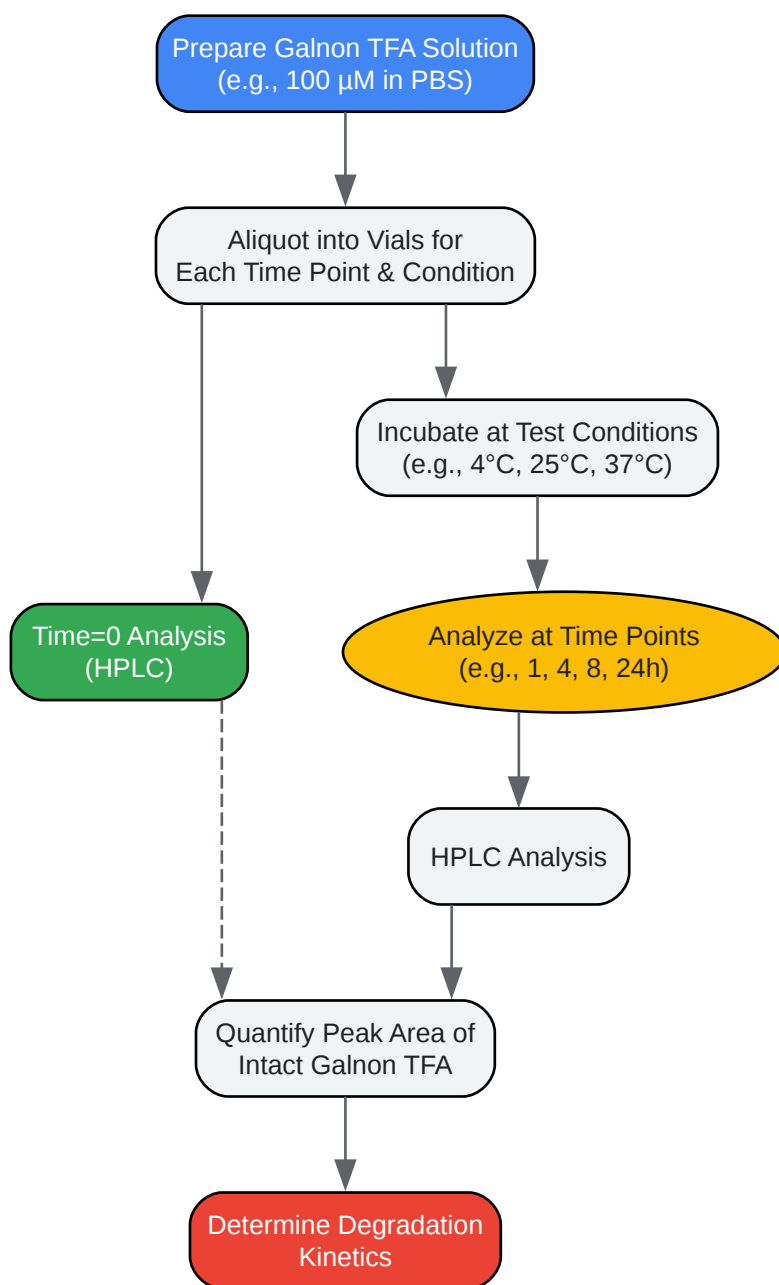 Prepare Galnon TFA Solution
(e.g., 100 µM in PBS)
Aliquot into Vials for
Each Time Point & Condition
Incubate at Test Conditions
(e.g., 4°C, 25°C, 37°C)
Time=0 Analysis
(HPLC)
Analyze at Time Points
(e.g., 1, 4, 8, 24h)
HPLC Analysis
Quantify Peak Area of
Intact Galnon TFA
Determine Degradation
Kinetics